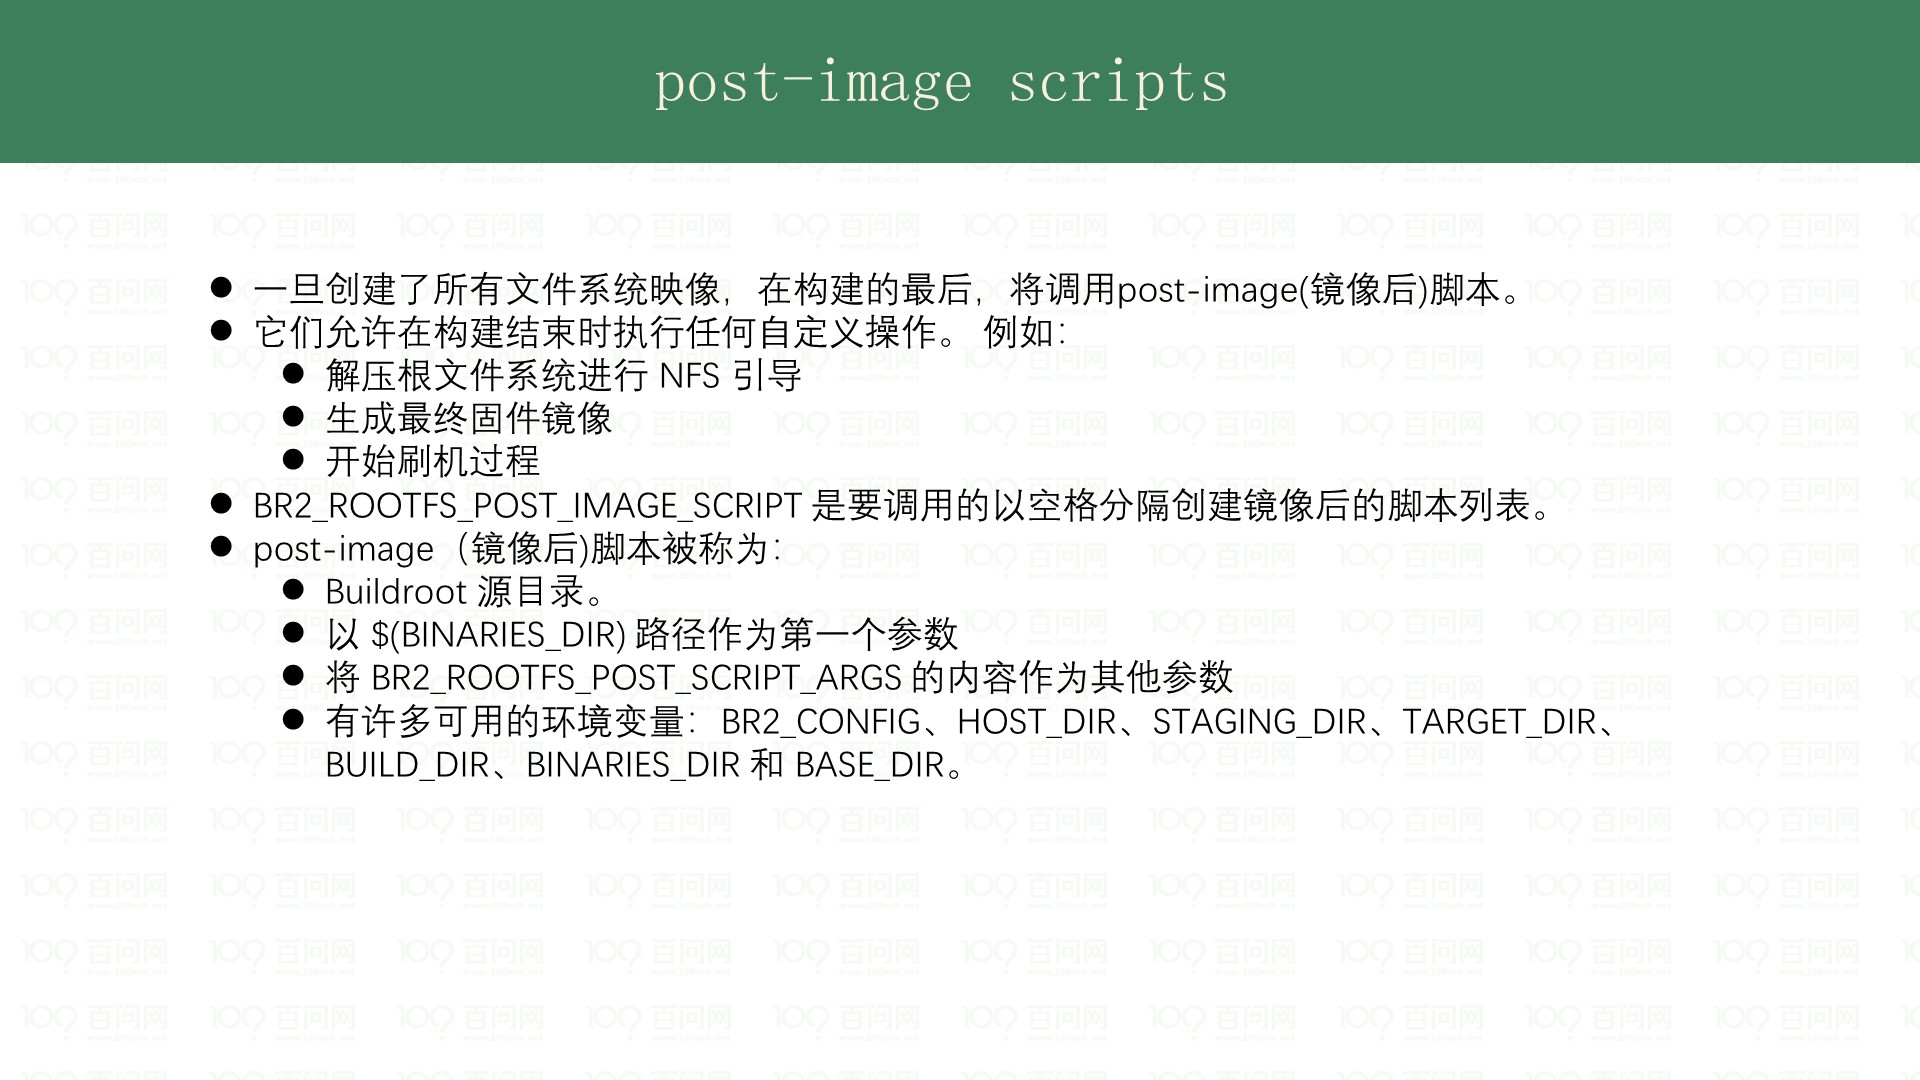 post-image scripts
● 一旦创建了所有文件系统映像，在构建的最后，将调用post-image(镜像后)脚本。
● 它们允许在构建结束时执行任何自定义操作。 例如：
● 解压根文件系统进行 NFS 引导
● 生成最终固件镜像
● 开始刷机过程
● BR2_ROOTFS_POST_IMAGE_SCRIPT 是要调用的以空格分隔创建镜像后的脚本列表。
● post-image（镜像后)脚本被称为：
● Buildroot 源目录。
● 以 $(BINARIES_DIR) 路径作为第一个参数
● 将 BR2_ROOTFS_POST_SCRIPT_ARGS 的内容作为其他参数
● 有许多可用的环境变量：BR2_CONFIG、HOST_DIR、STAGING_DIR、TARGET_DIR、
BUILD_DIR、BINARIES_DIR 和 BASE_DIR。